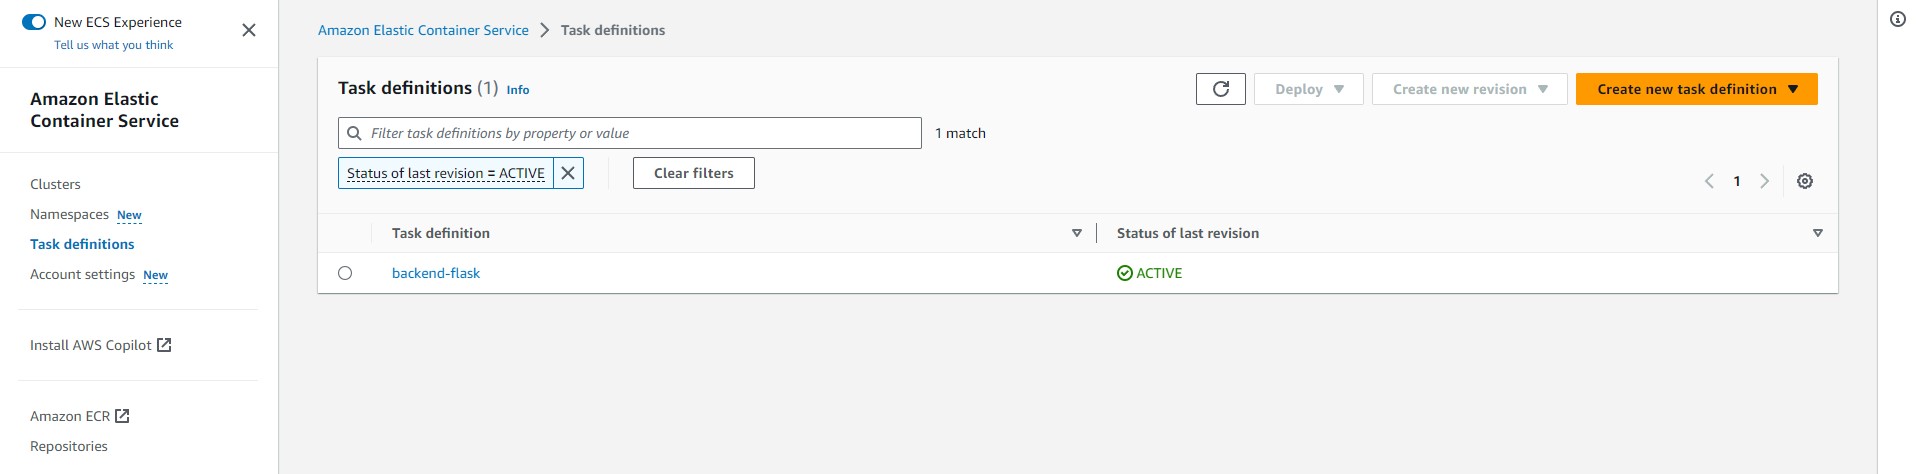 New ECS Experience
Tell us what you think
Amazon Elastic
Container Service
Clusters
Namespaces New
Task definitions
Account settings New
Install AWS Copilot
Amazon ECR
Repositories
Amazon Elastic Container Service > Task definitions
Task definitions (1) Info
Deploy
Create new revision
Create new task definition
Filter task definitions by property or value
1 match
Status of last revision = ACTIVE
Clear filters
1
Task definition
Status of last revision
backend-flask
ACTIVE